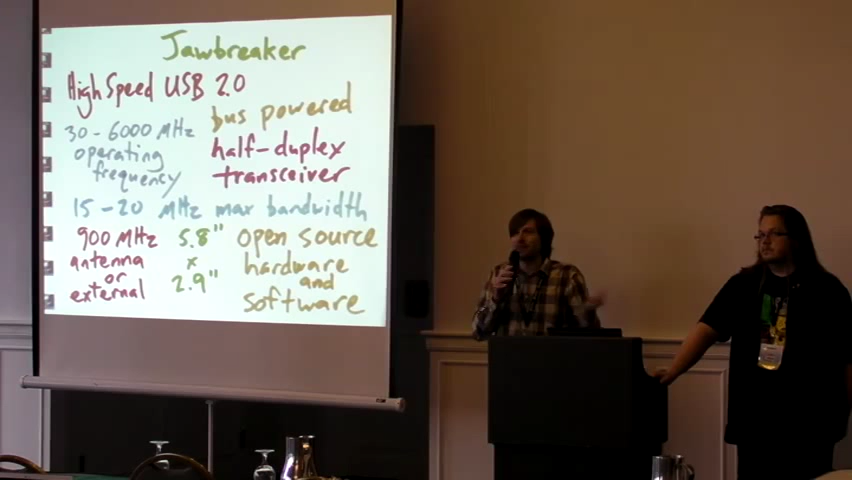 Jawbreaker
High Speed USB 2.0
bus powered
30-6000 MHz
operating
frequency
half-duplex
transceiver
15-20 MHz max bandwidth
900 MHz
antenna
or
external
5.8"
x
2.9"
open source
hardware
and
software